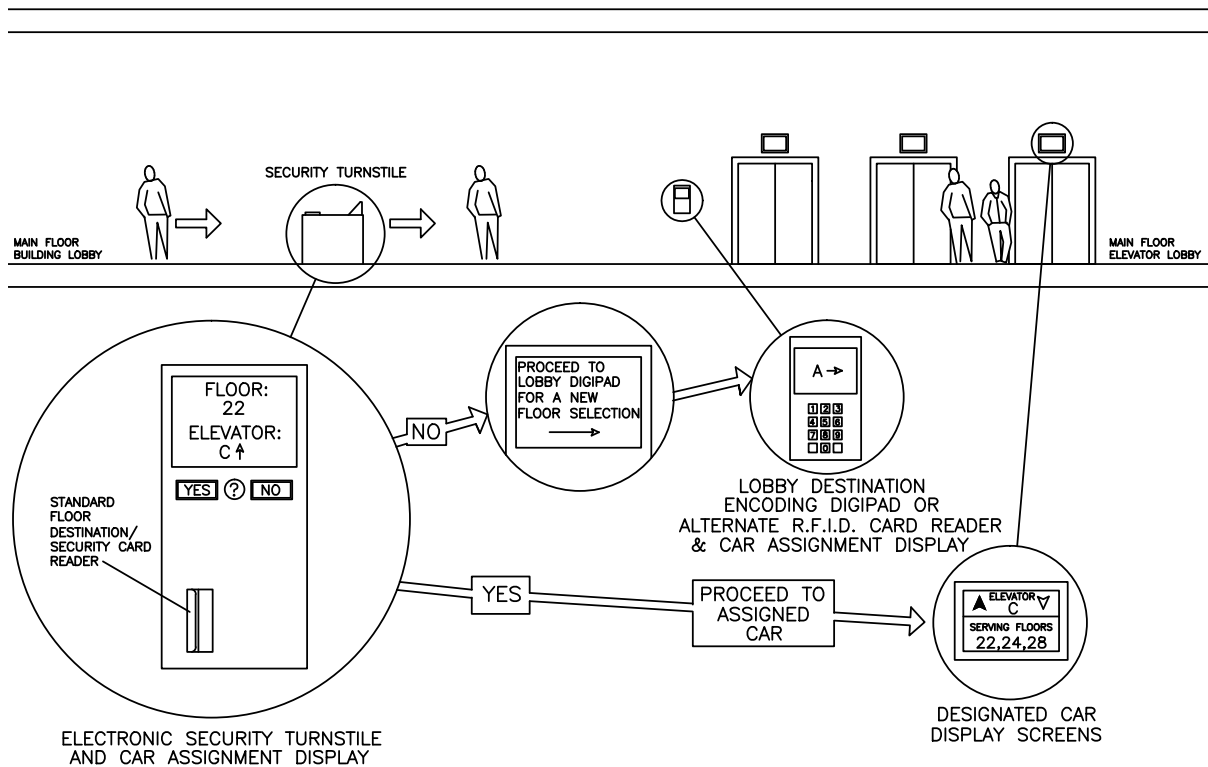 SECURITY TURNSTILE
MAIN FLOOR
BUILDING LOBBY
MAIN FLOOR
ELEVATOR LOBBY
FLOOR:
22
ELEVATOR:
C
YES ? NO
STANDARD
FLOOR
DESTINATION/
SECURITY CARD
READER
ELECTRONIC SECURITY TURNSTILE
AND CAR ASSIGNMENT DISPLAY
NO
PROCEED TO
LOBBY DIGIPAD
FOR A NEW
FLOOR SELECTION
A
1 2 3
4 5 6
7 8 9
0
LOBBY DESTINATION
ENCODING DIGIPAD OR
ALTERNATE R.F.I.D. CARD READER
& CAR ASSIGNMENT DISPLAY
YES
PROCEED TO
ASSIGNED
CAR
ELEVATOR
C
SERVING FLOORS
22,24,28
DESIGNATED CAR
DISPLAY SCREENS